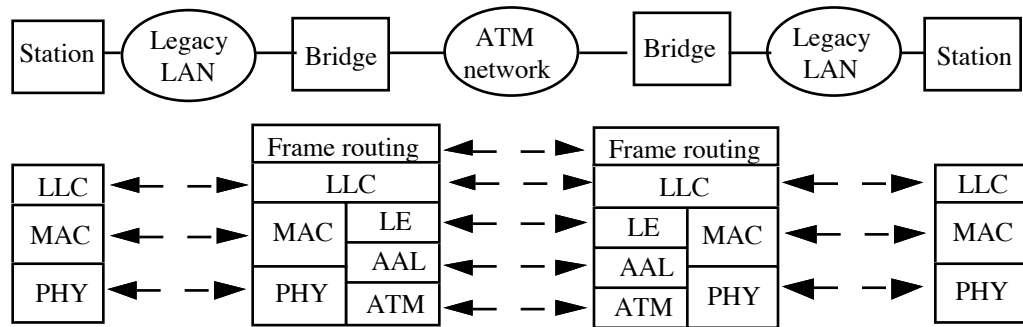 Station
Legacy
LAN
Bridge
ATM
network
Bridge
Legacy
LAN
Station
Frame routing
Frame routing
LLC
LLC
LLC
LLC
MAC
MAC
LE
LE
MAC
MAC
AAL
AAL
PHY
PHY
ATM
ATM
PHY
PHY